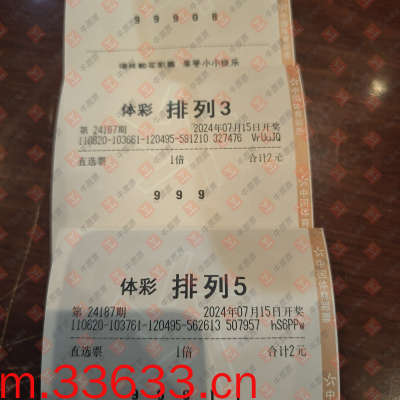 9 9 9 0 8
体彩 排列3
第 24187期 2024年07月15日开奖
110820-103661-120495-581210 327476 VrUJJQ
直选票 1倍 合计2元
9 9 9
体彩 排列5
第 24187期 2024年07月15日开奖
110820-103761-120495-562613 507957 hS6PPw
直选票 1倍 合计2元
m.33633.cn